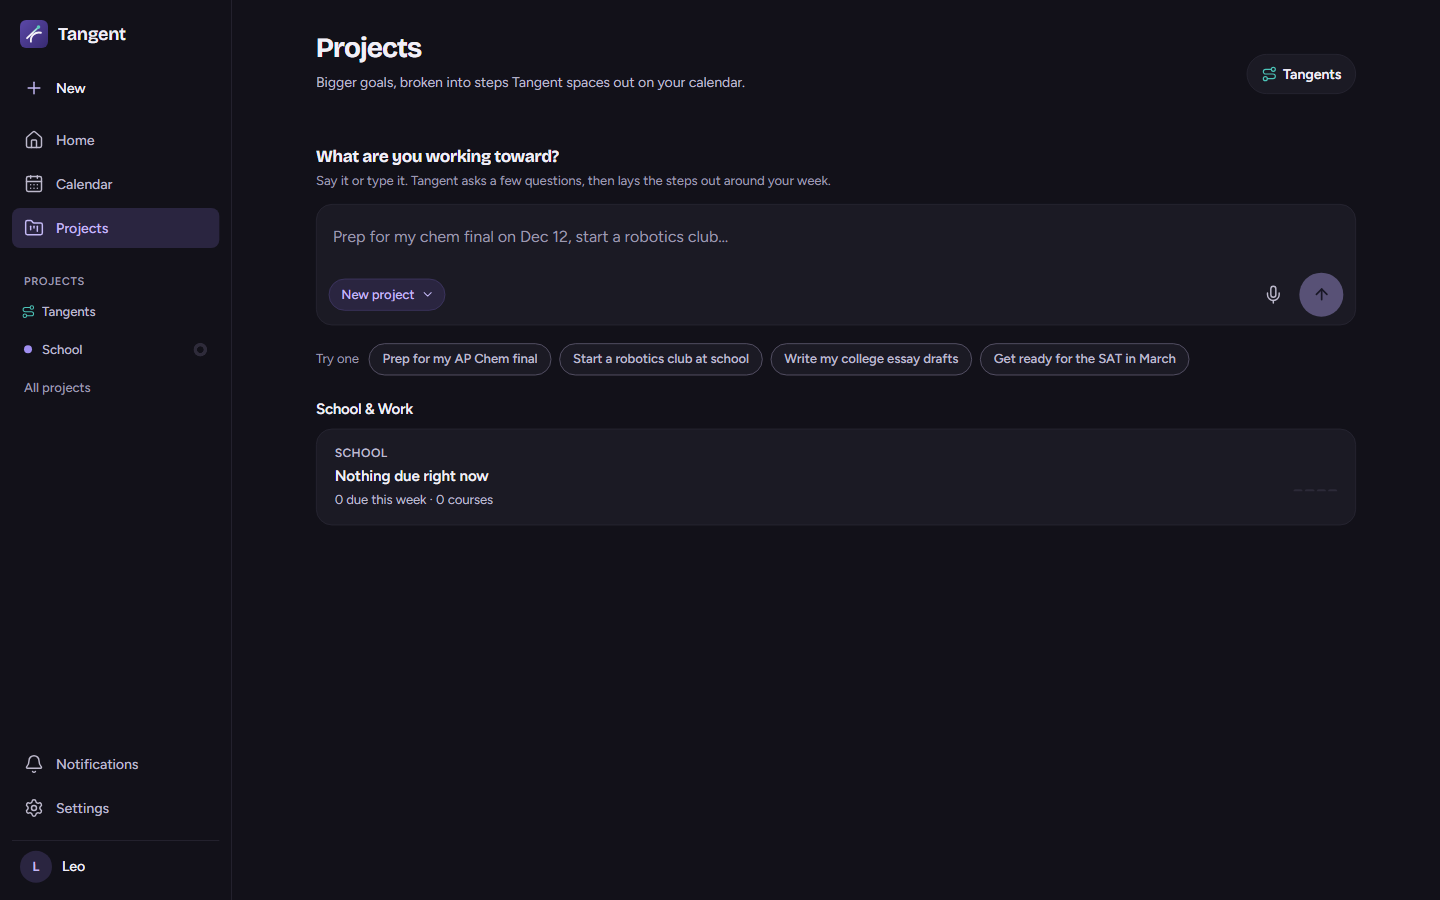 Tangent
New
Home
Calendar
Projects
PROJECTS
Tangents
School
All projects
Notifications
Settings
L
Leo
Projects
Bigger goals, broken into steps Tangent spaces out on your calendar.
Tangents
What are you working toward?
Say it or type it. Tangent asks a few questions, then lays the steps out around your week.
Prep for my chem final on Dec 12, start a robotics club...
New project
Try one
Prep for my AP Chem final
Start a robotics club at school
Write my college essay drafts
Get ready for the SAT in March
School & Work
SCHOOL
Nothing due right now
0 due this week · 0 courses